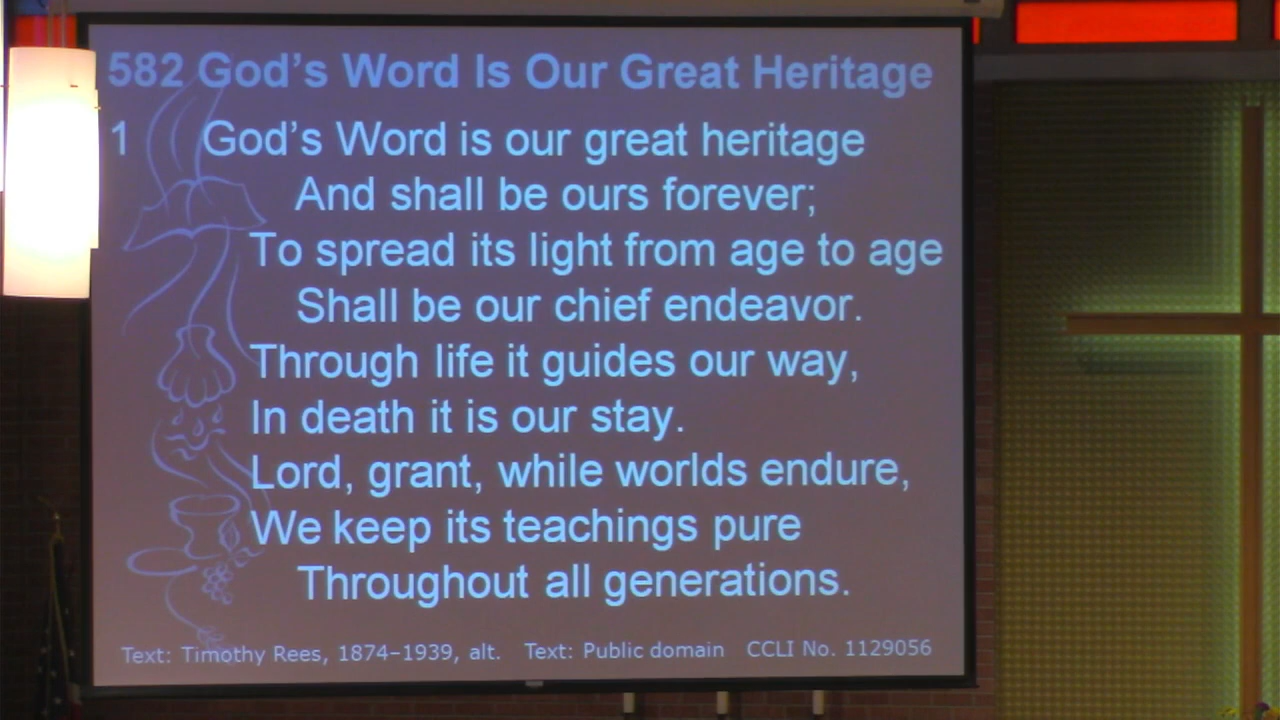 582 God’s Word Is Our Great Heritage
1 God’s Word is our great heritage
And shall be ours forever;
To spread its light from age to age
Shall be our chief endeavor.
Through life it guides our way,
In death it is our stay.
Lord, grant, while worlds endure,
We keep its teachings pure
Throughout all generations.
Text: Timothy Rees, 1874–1939, alt. Text: Public domain CCLI No. 1129056